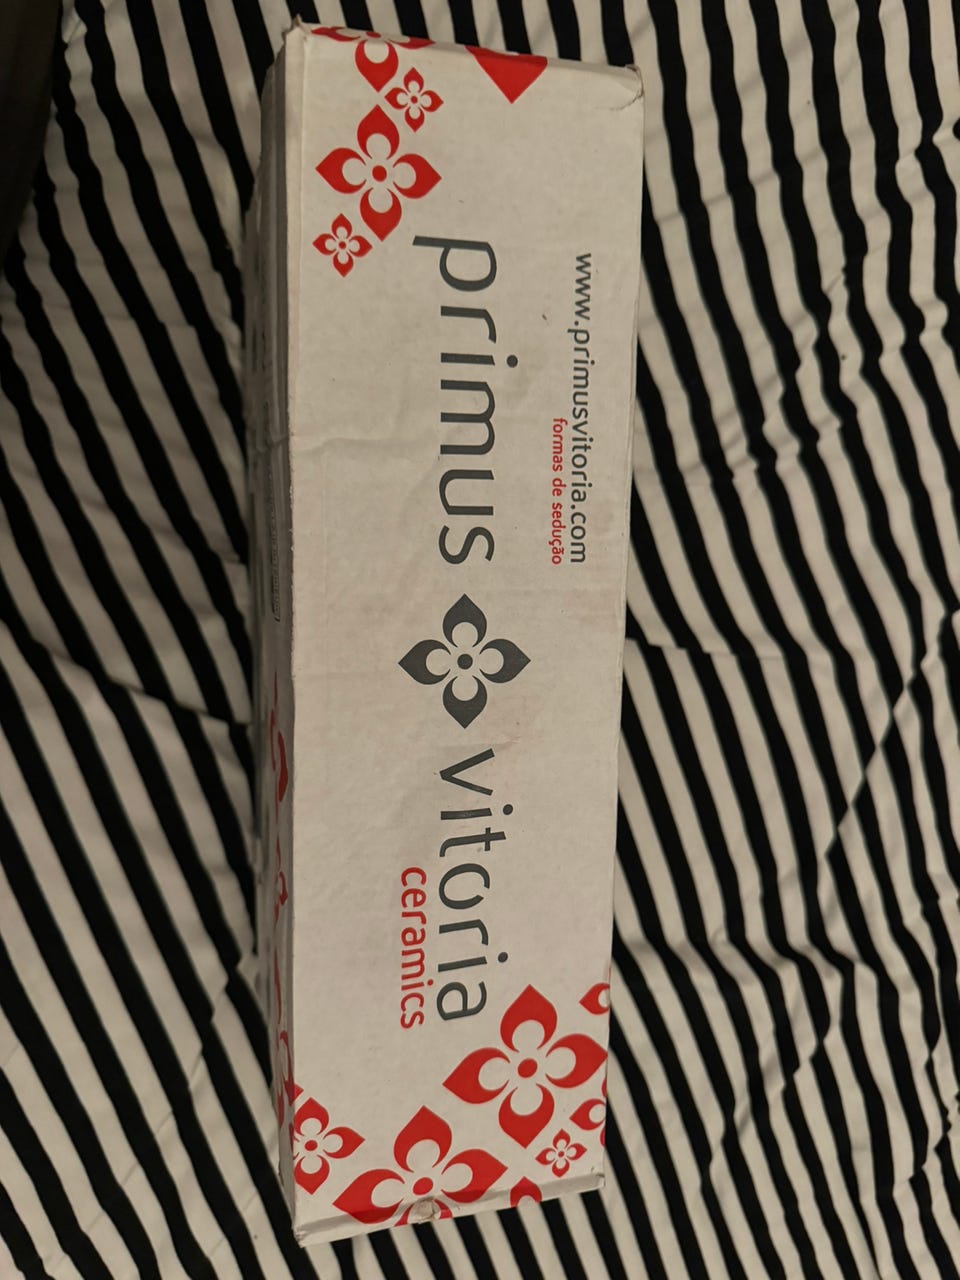 www.primusvitoria.com
formas de sedução
primus vitoria
ceramics